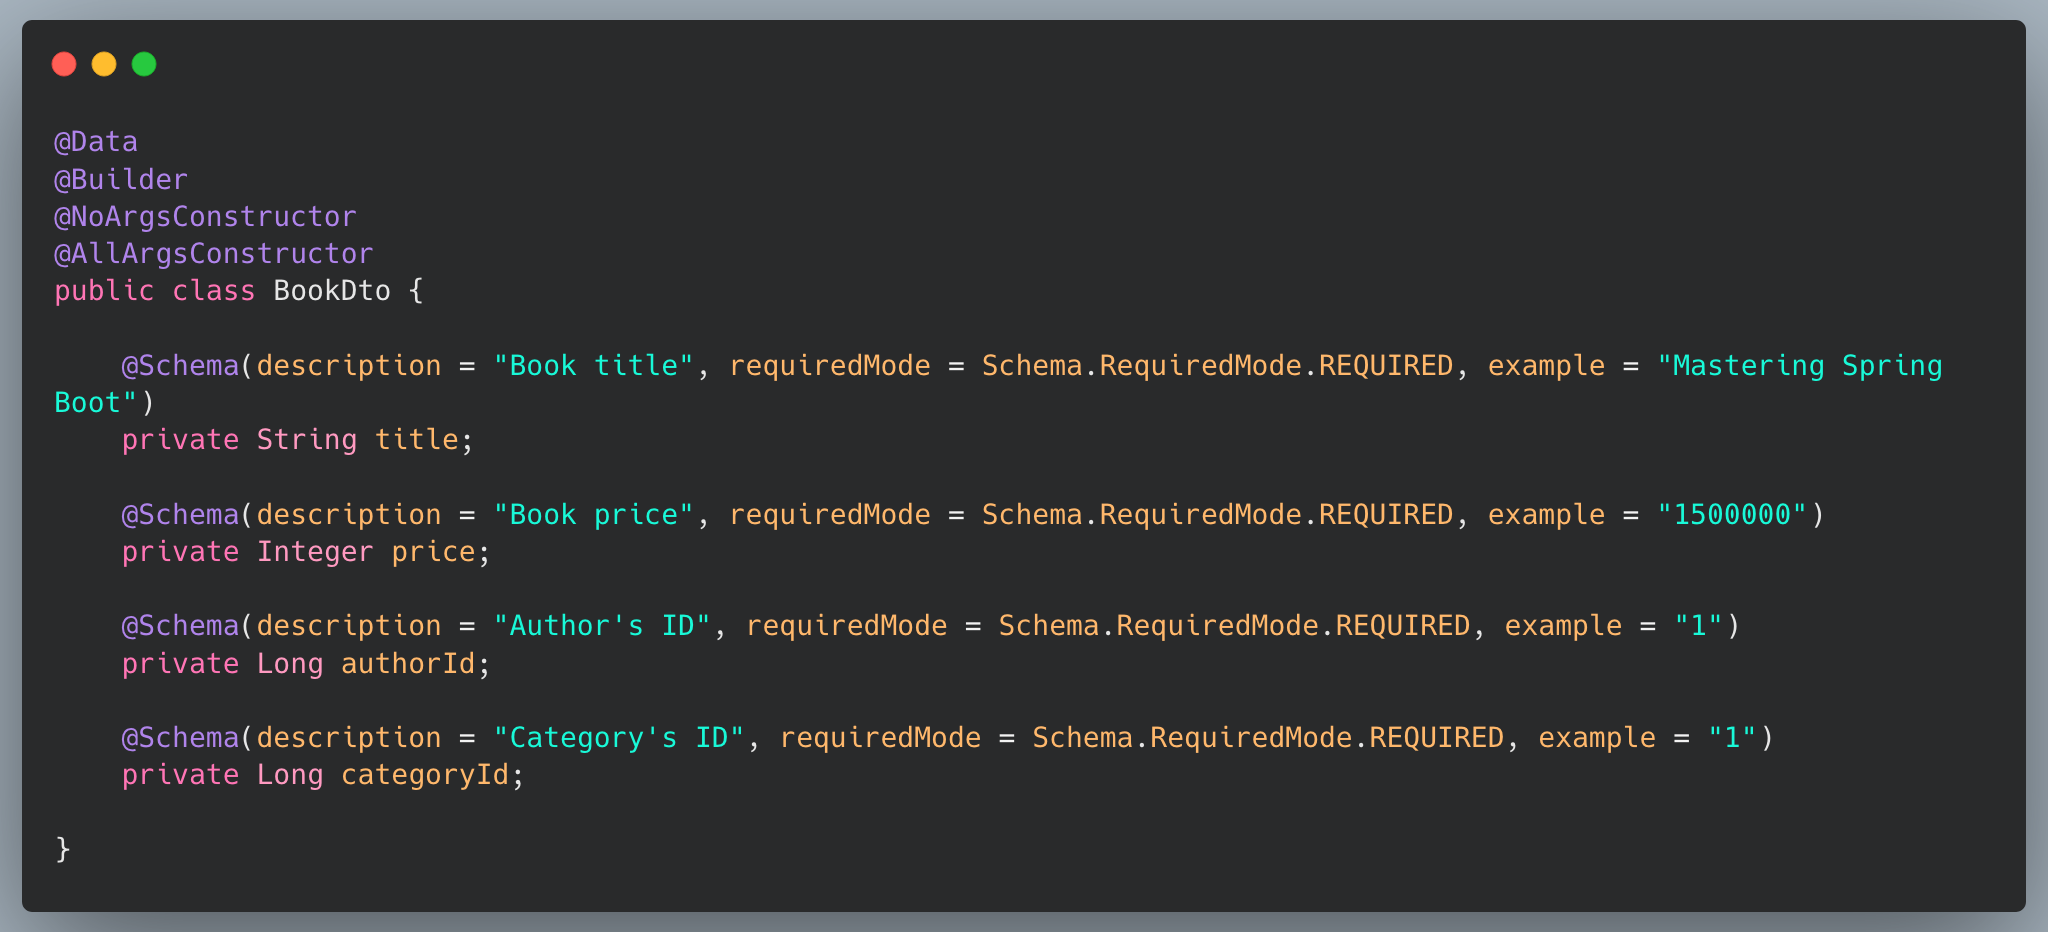 @Data
@Builder
@NoArgsConstructor
@AllArgsConstructor
public class BookDto {
    @Schema(description = "Book title", requiredMode = Schema.RequiredMode.REQUIRED, example = "Mastering Spring
Boot")
    private String title;
    @Schema(description = "Book price", requiredMode = Schema.RequiredMode.REQUIRED, example = "1500000")
    private Integer price;
    @Schema(description = "Author's ID", requiredMode = Schema.RequiredMode.REQUIRED, example = "1")
    private Long authorId;
    @Schema(description = "Category's ID", requiredMode = Schema.RequiredMode.REQUIRED, example = "1")
    private Long categoryId;
}